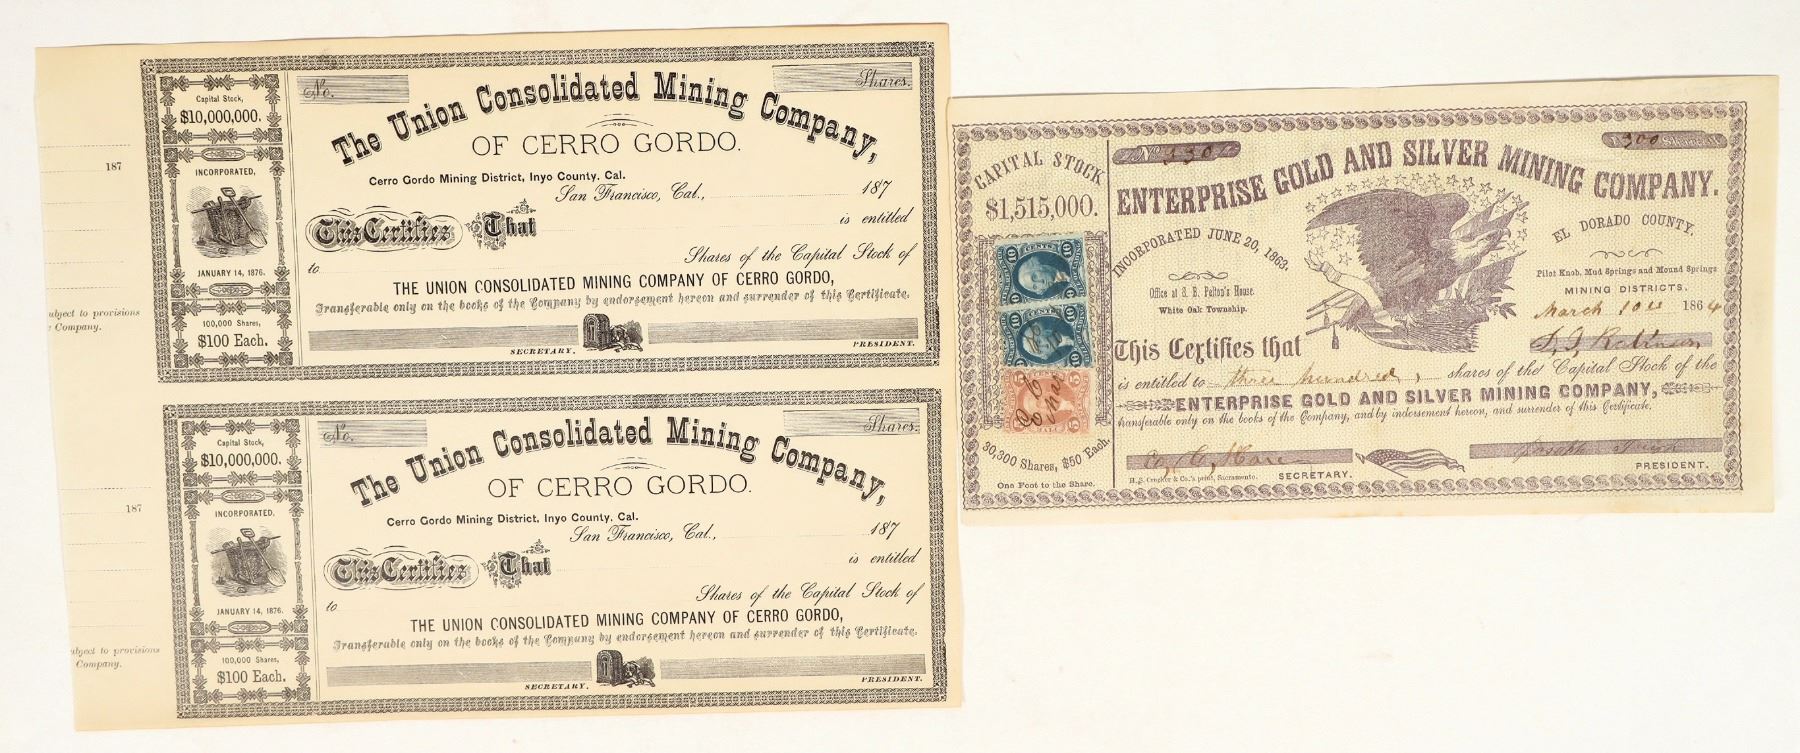 187
subject to provisions
Company.
Capital Stock,
$10,000,000.
INCORPORATED,
JANUARY 14, 1876.
100,000 Shares,
$100 Each.
No.
Shares.
The Union Consolidated Mining Company,
OF CERRO GORDO.
Cerro Gordo Mining District, Inyo County, Cal.
San Francisco, Cal., 187
This Certifies That
is entitled
to Shares of the Capital Stock of
THE UNION CONSOLIDATED MINING COMPANY OF CERRO GORDO,
Transferable only on the books of the Company by endorsement hereon and surrender of this Certificate.
SECRETARY. PRESIDENT.
187
subject to provisions
Company.
Capital Stock,
$10,000,000.
INCORPORATED,
JANUARY 14, 1876.
100,000 Shares,
$100 Each.
No.
Shares.
The Union Consolidated Mining Company,
OF CERRO GORDO.
Cerro Gordo Mining District, Inyo County, Cal.
San Francisco, Cal., 187
This Certifies That
is entitled
to Shares of the Capital Stock of
THE UNION CONSOLIDATED MINING COMPANY OF CERRO GORDO,
Transferable only on the books of the Company by endorsement hereon and surrender of this Certificate.
SECRETARY. PRESIDENT.
CAPITAL STOCK
$1,515,000.
10 CENTS 10
10 10
5 5
30,300 Shares, $50 Each.
One Foot to the Share.
No.
300 Shares
ENTERPRISE GOLD AND SILVER MINING COMPANY.
INCORPORATED JUNE 20, 1863.
EL DORADO COUNTY.
Office at S. B. Pelton's House.
White Oak Township.
Pilot Knob, Mud Springs and Mound Springs
MINING DISTRICTS.
March 10th 1864
This Certifies that
is entitled to three hundred, shares of the Capital Stock of the
ENTERPRISE GOLD AND SILVER MINING COMPANY,
transferable only on the books of the Company, and by indorsement hereon, and surrender of this Certificate.
SECRETARY.
PRESIDENT.
H. S. Crocker & Co.'s print, Sacramento.